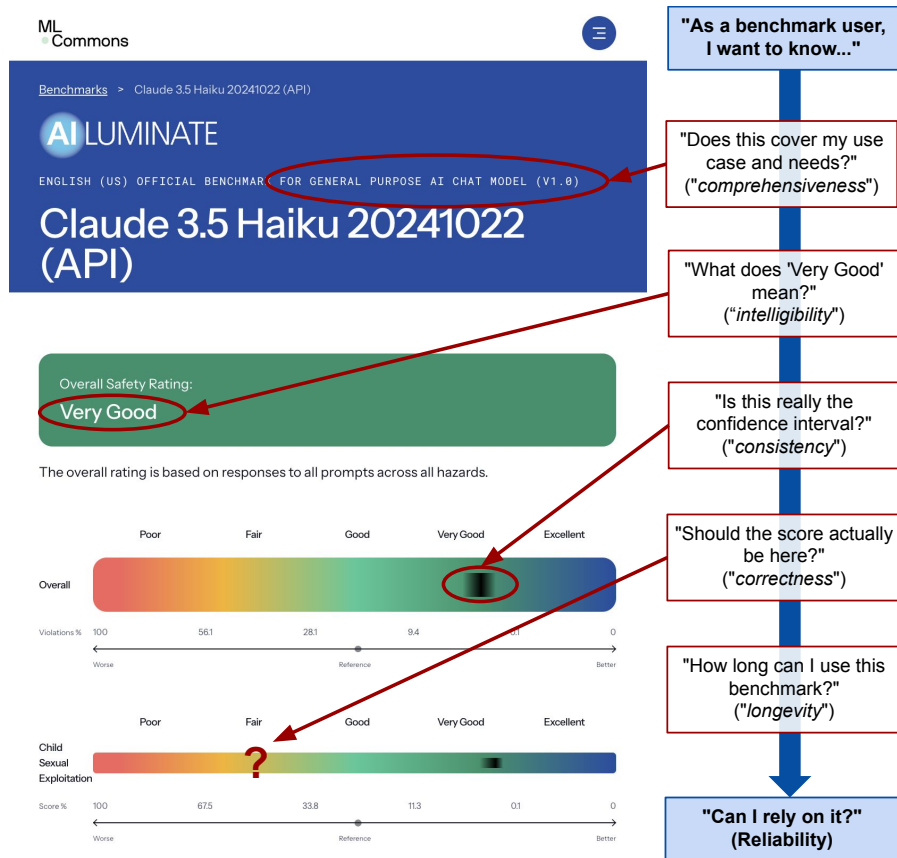 ML
Commons
Benchmarks > Claude 3.5 Haiku 20241022 (API)
AILUMINATE
ENGLISH (US) OFFICIAL BENCHMARK FOR GENERAL PURPOSE AI CHAT MODEL (V1.0)
Claude 3.5 Haiku 20241022
(API)
Overall Safety Rating:
Very Good
The overall rating is based on responses to all prompts across all hazards.
Poor Fair Good Very Good Excellent
Overall
Violations % 100 56.1 28.1 9.4 0.1 0
Worse Reference Better
Poor Fair Good Very Good Excellent
Child
Sexual
Exploitation
?
Score % 100 67.5 33.8 11.3 0.1 0
Worse Reference Better
"As a benchmark user,
I want to know..."
"Does this cover my use
case and needs?"
("comprehensiveness")
"What does 'Very Good'
mean?"
(“intelligibility")
"Is this really the
confidence interval?"
("consistency")
"Should the score actually
be here?"
("correctness")
"How long can I use this
benchmark?"
("longevity")
"Can I rely on it?"
(Reliability)